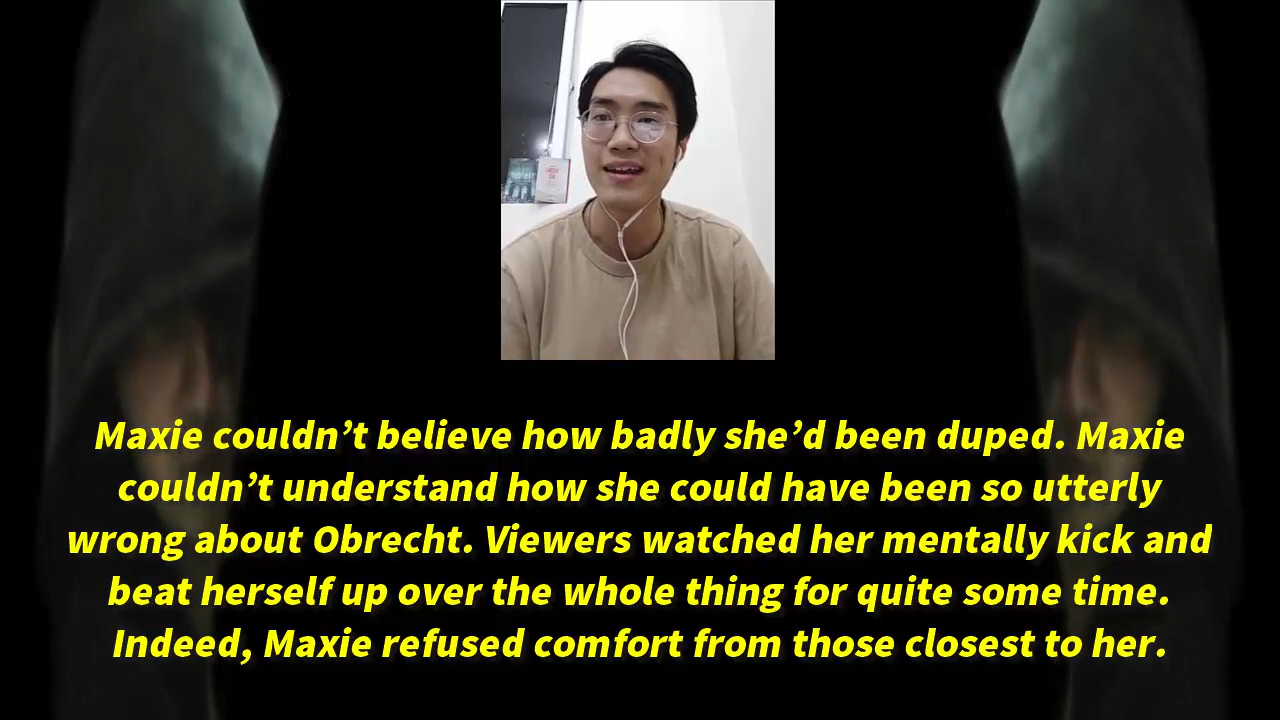 Maxie couldn’t believe how badly she’d been duped. Maxie
couldn’t understand how she could have been so utterly
wrong about Obrecht. Viewers watched her mentally kick and
beat herself up over the whole thing for quite some time.
Indeed, Maxie refused comfort from those closest to her.